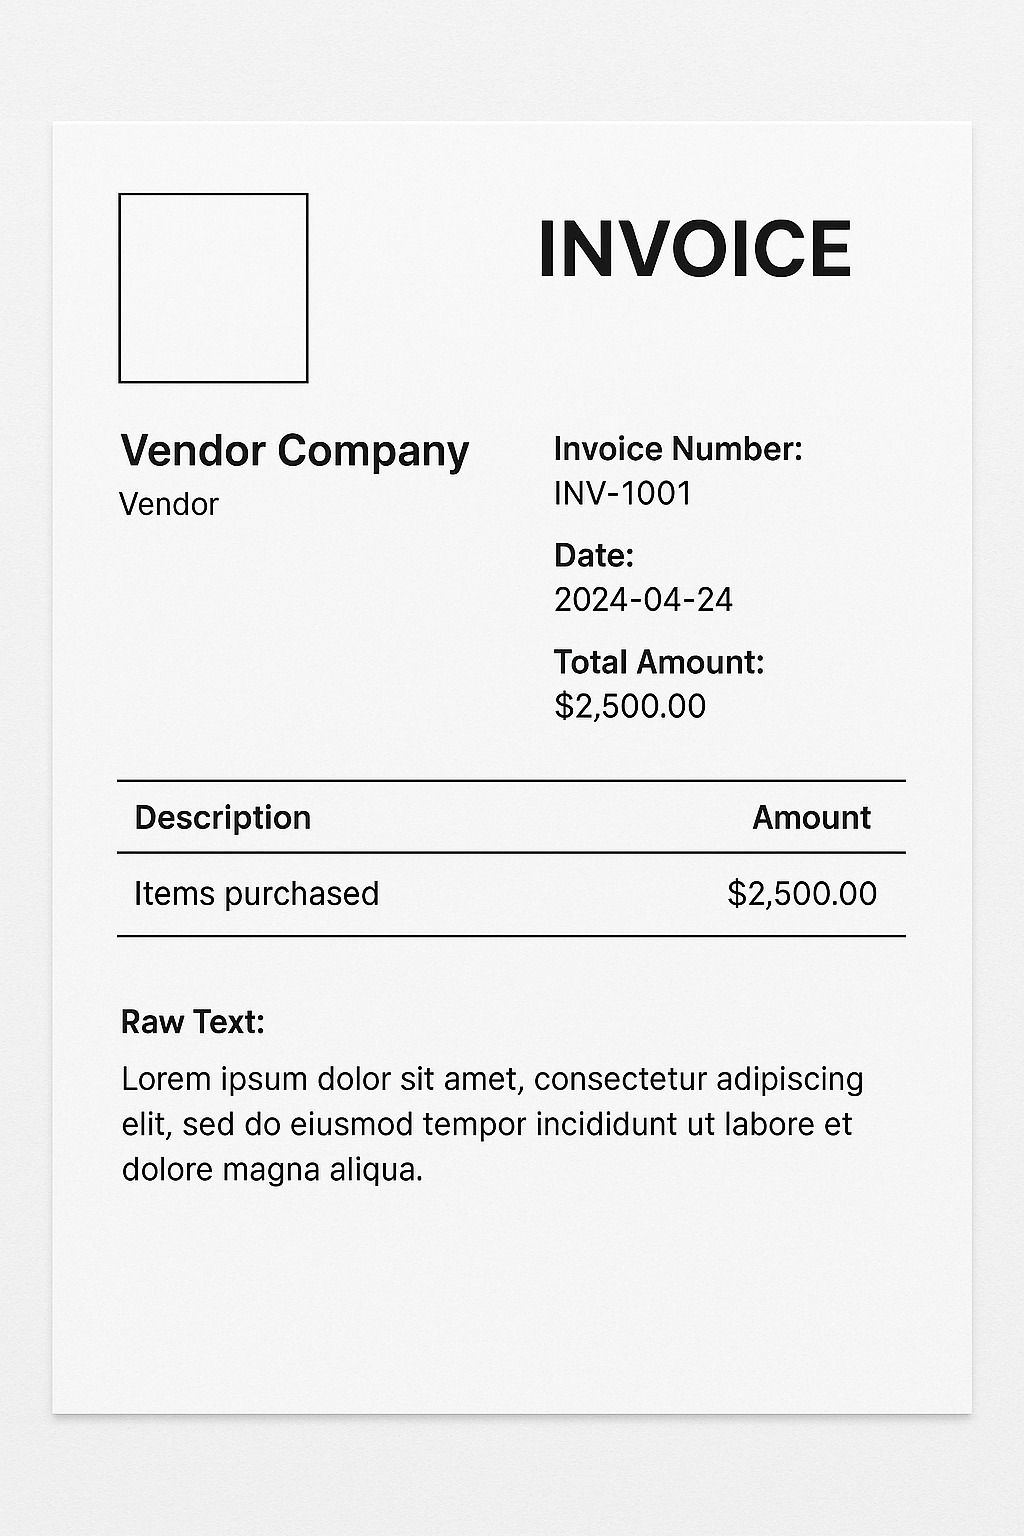 INVOICE
Vendor Company
Vendor
Invoice Number:
INV-1001
Date:
2024-04-24
Total Amount:
$2,500.00
Description Amount
Items purchased $2,500.00
Raw Text:
Lorem ipsum dolor sit amet, consectetur adipiscing
elit, sed do eiusmod tempor incididunt ut labore et
dolore magna aliqua.